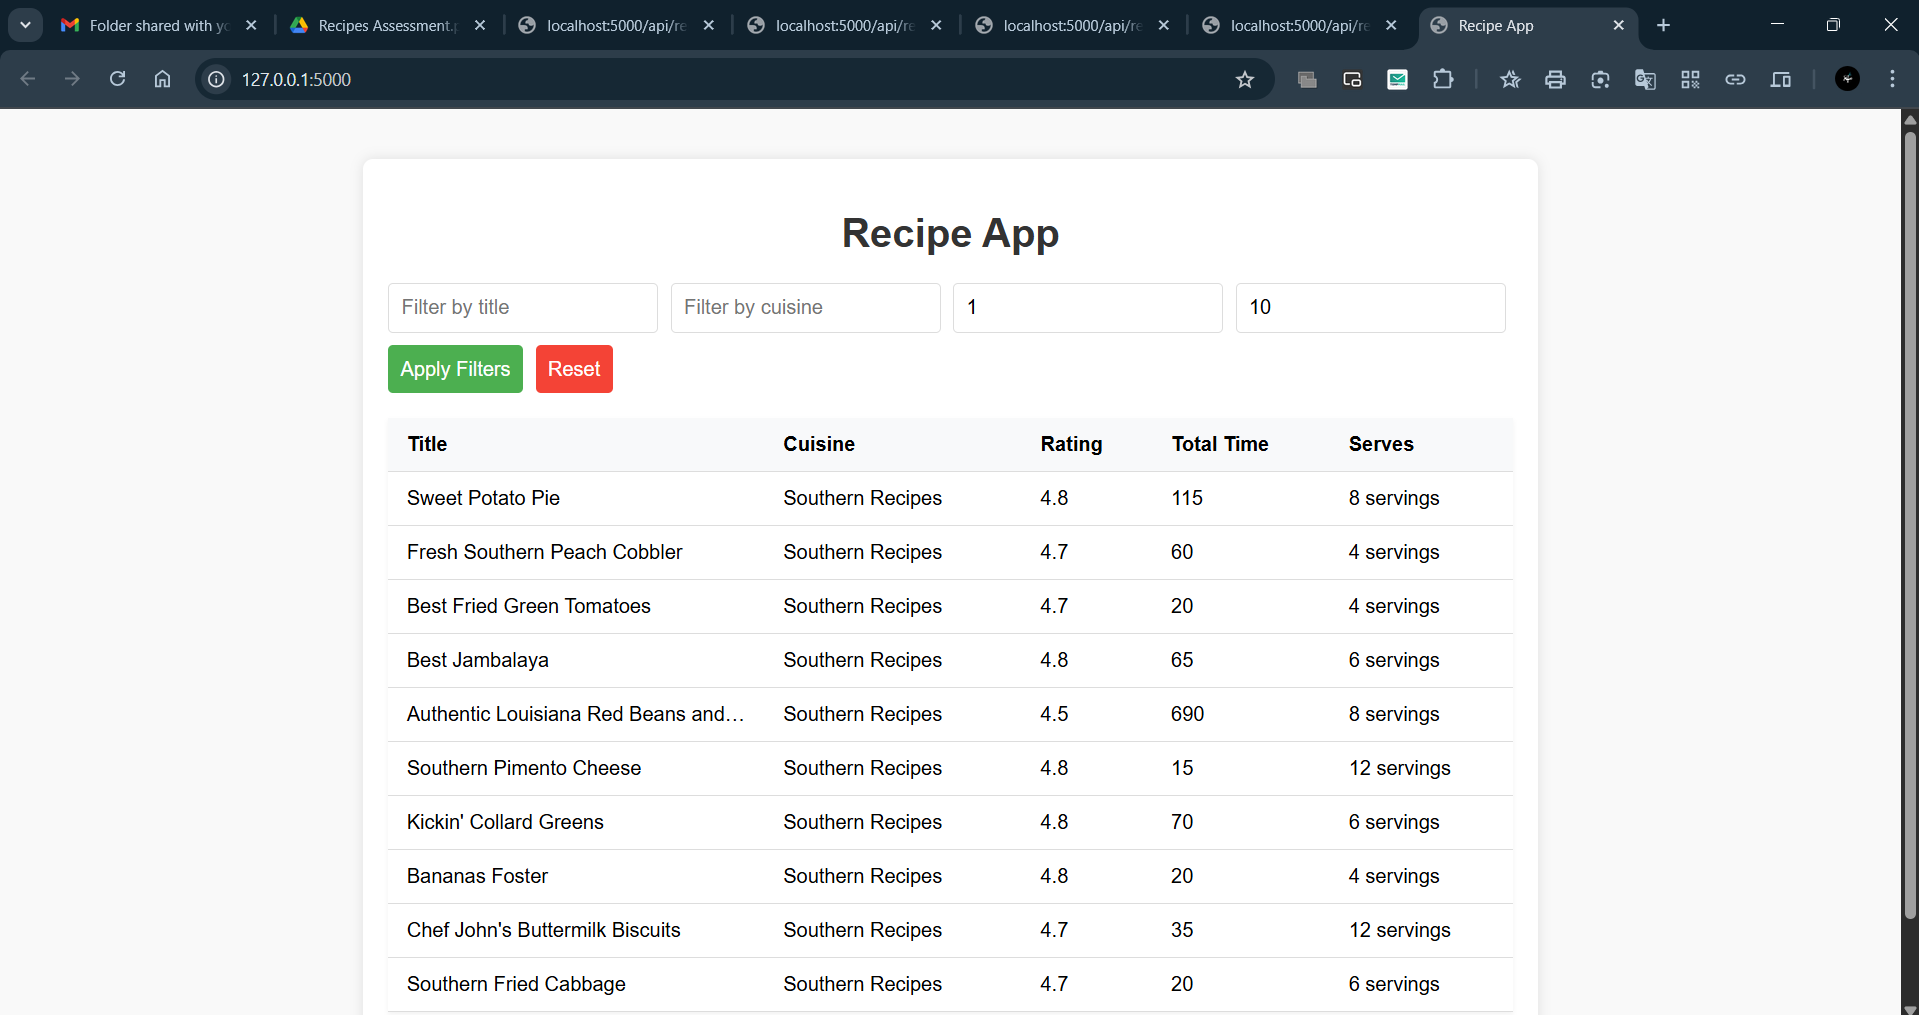 Folder shared with yo
Recipes Assessment.p
localhost:5000/api/re
localhost:5000/api/re
localhost:5000/api/re
localhost:5000/api/re
Recipe App
127.0.0.1:5000
Recipe App
Filter by title Filter by cuisine 1 10
Apply Filters Reset
Title Cuisine Rating Total Time Serves
Sweet Potato Pie Southern Recipes 4.8 115 8 servings
Fresh Southern Peach Cobbler Southern Recipes 4.7 60 4 servings
Best Fried Green Tomatoes Southern Recipes 4.7 20 4 servings
Best Jambalaya Southern Recipes 4.8 65 6 servings
Authentic Louisiana Red Beans and... Southern Recipes 4.5 690 8 servings
Southern Pimento Cheese Southern Recipes 4.8 15 12 servings
Kickin' Collard Greens Southern Recipes 4.8 70 6 servings
Bananas Foster Southern Recipes 4.8 20 4 servings
Chef John's Buttermilk Biscuits Southern Recipes 4.7 35 12 servings
Southern Fried Cabbage Southern Recipes 4.7 20 6 servings